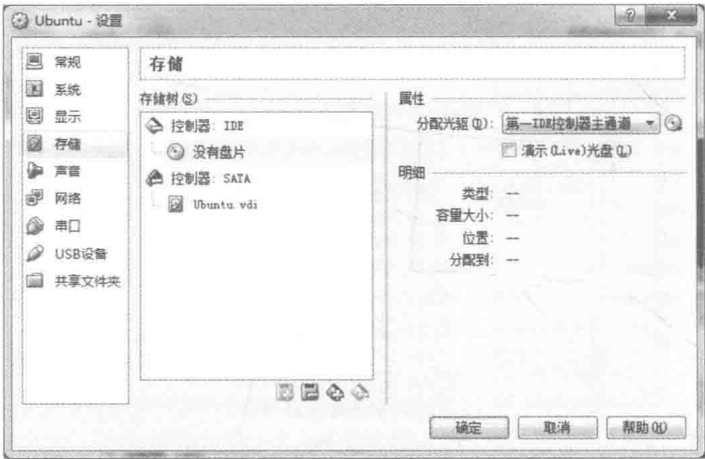 Ubuntu - 设置
常规
系统
显示
存储
声音
网络
串口
USB设备
共享文件夹
存储
存储树(S)
控制器: IDE
没有盘片
控制器: SATA
Ubuntu.vdi
属性
分配光驱(D): 第一IDE控制器主通道
演示(Live)光盘(L)
明细
类型: --
容量大小: --
位置: --
分配到: --
确定
取消
帮助(H)